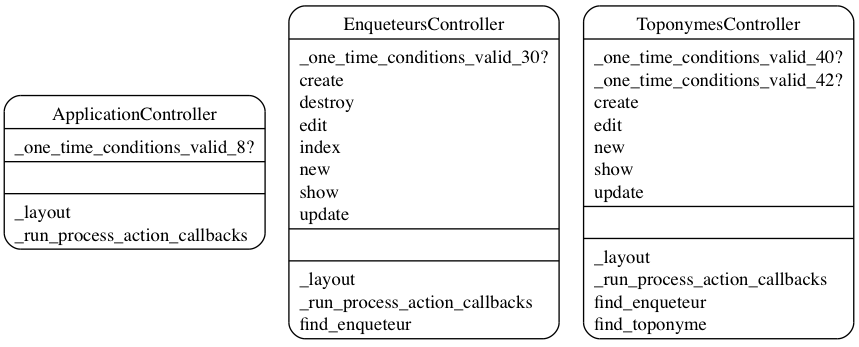 ApplicationController
_one_time_conditions_valid_8?
_layout
_run_process_action_callbacks
EnqueteursController
_one_time_conditions_valid_30?
create
destroy
edit
index
new
show
update
_layout
_run_process_action_callbacks
find_enqueteur
ToponymesController
_one_time_conditions_valid_40?
_one_time_conditions_valid_42?
create
edit
new
show
update
_layout
_run_process_action_callbacks
find_enqueteur
find_toponyme